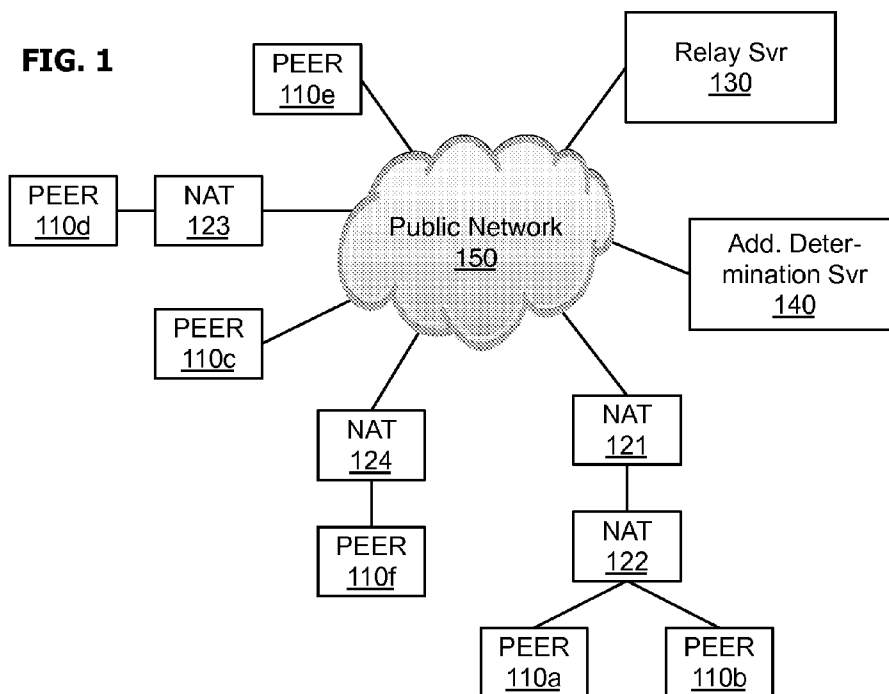 FIG. 1
PEER
110e
Relay Svr
130
PEER
110d
NAT
123
Public Network
150
Add. Deter-
mination Svr
140
PEER
110c
NAT
124
NAT
121
PEER
110f
NAT
122
PEER
110a
PEER
110b